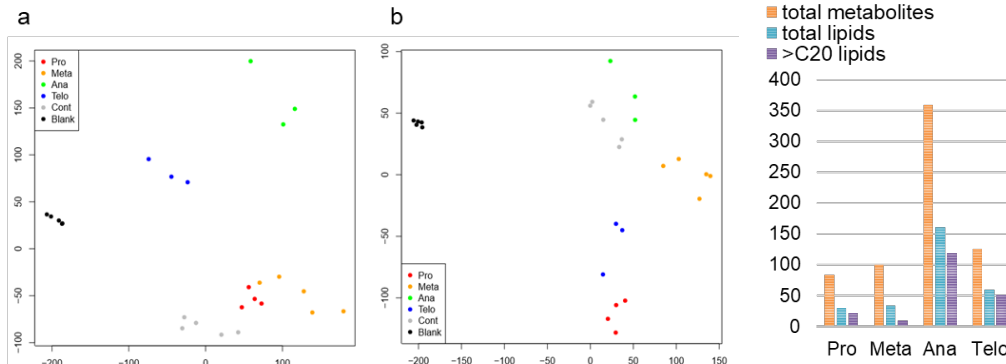 a
b
200
150
100
50
0
−50
−100
−200
−100
0
100
Pro
Meta
Ana
Telo
Cont
Blank
100
50
0
−50
−100
−200
−150
−100
−50
0
50
100
150
Pro
Meta
Ana
Telo
Cont
Blank
total metabolites
total lipids
>C20 lipids
400
350
300
250
200
150
100
50
0
Pro Meta Ana Telo